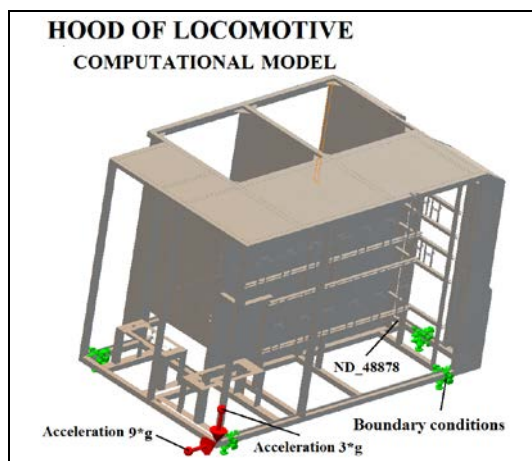 HOOD OF LOCOMOTIVE
COMPUTATIONAL MODEL
ND_48878
Boundary conditions
Acceleration 9*g
Acceleration 3*g